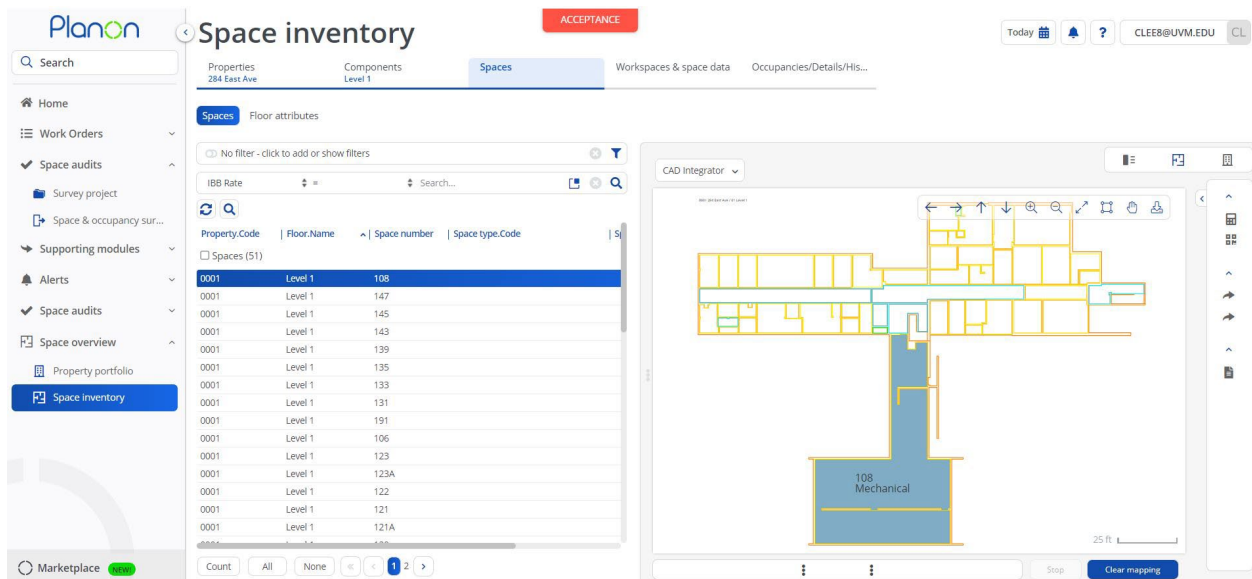 Planon
Search
Home
Work Orders
Space audits
Survey project
Space & occupancy sur...
Supporting modules
Alerts
Space audits
Space overview
Property portfolio
Space inventory
Marketplace NEW!
Space inventory
ACCEPTANCE
Today
?
CLEE8@UVM.EDU CL
Properties
284 East Ave
Components
Level 1
Spaces
Workspaces & space data
Occupancies/Details/His...
Spaces Floor attributes
No filter - click to add or show filters
IBB Rate = Search...
Property.Code Floor.Name Space number Space type.Code
Spaces (51)
0001 Level 1 108
0001 Level 1 147
0001 Level 1 145
0001 Level 1 143
0001 Level 1 139
0001 Level 1 135
0001 Level 1 133
0001 Level 1 131
0001 Level 1 191
0001 Level 1 106
0001 Level 1 123
0001 Level 1 123A
0001 Level 1 122
0001 Level 1 121
0001 Level 1 121A
Count All None « < 1 2 >
CAD Integrator
108
Mechanical
25 ft
Stop Clear mapping